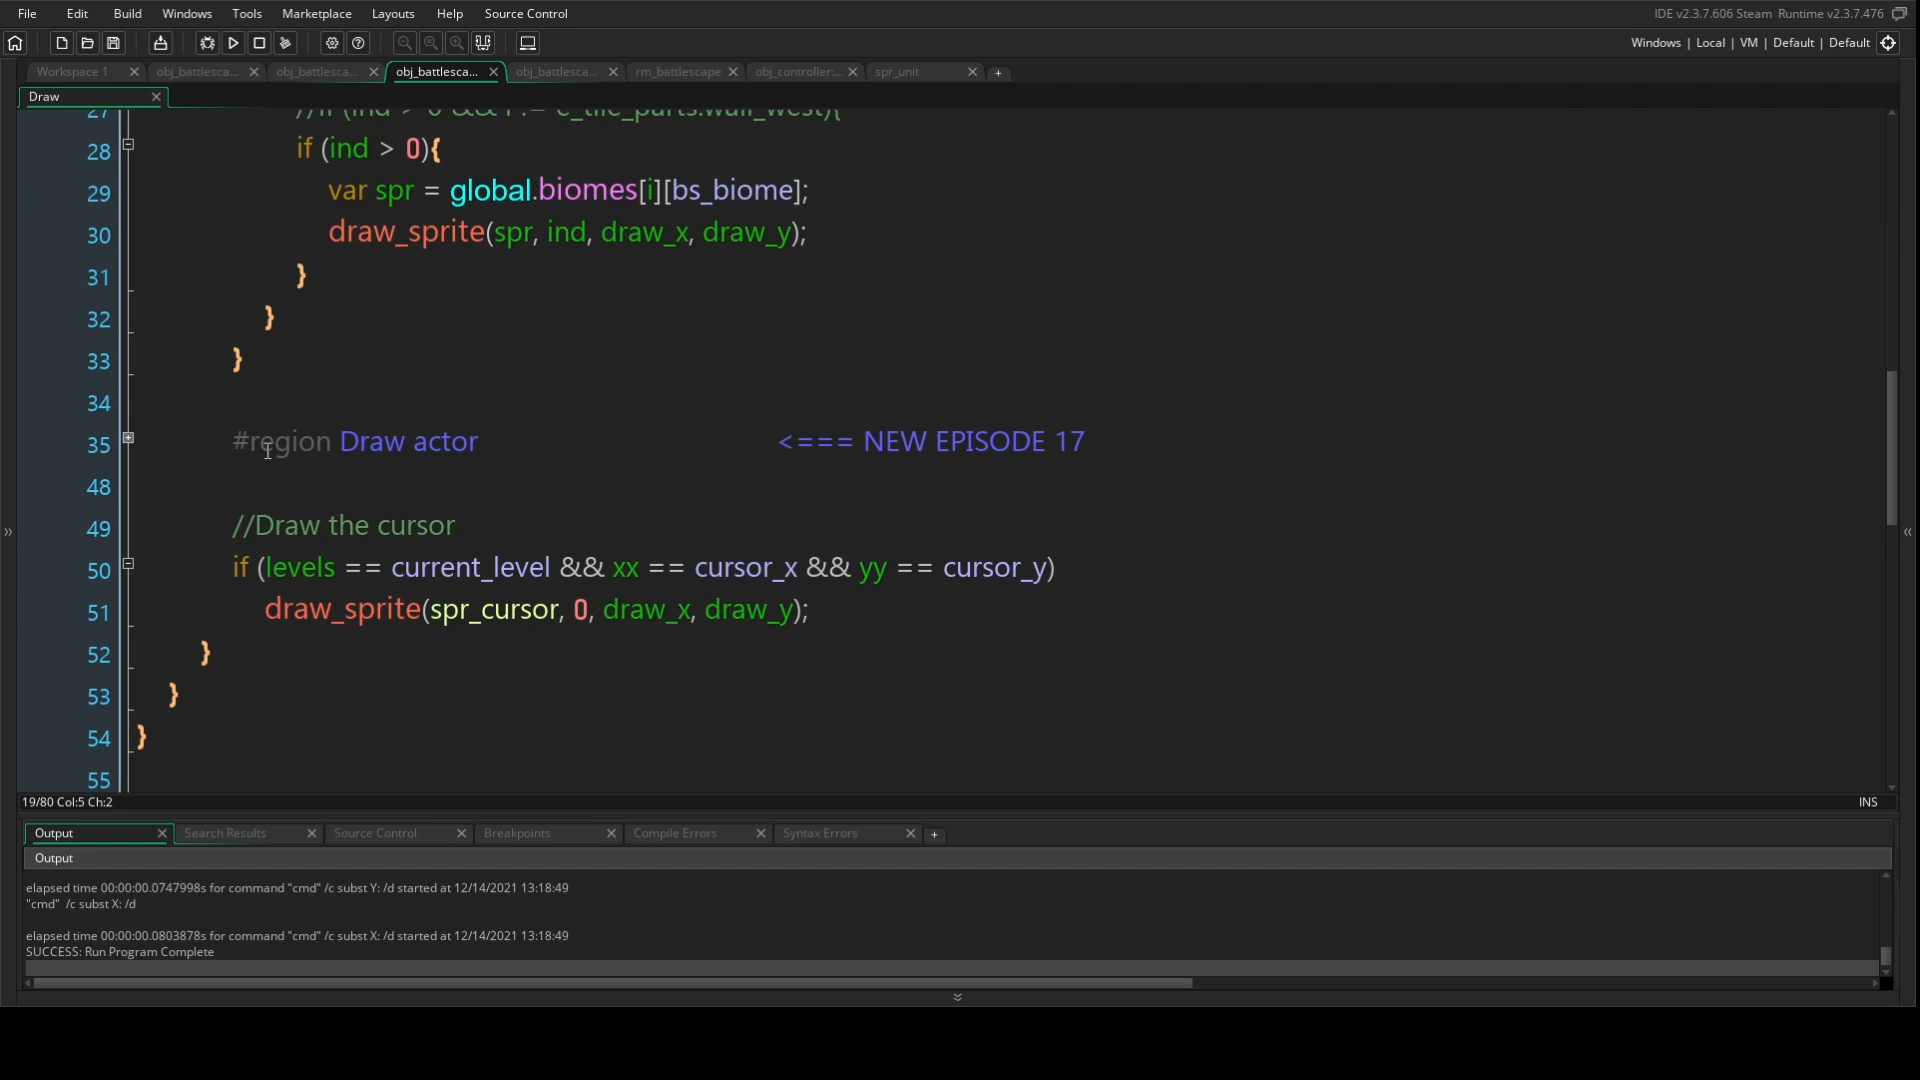 File Edit Build Windows Tools Marketplace Layouts Help Source Control IDE v2.3.7.606 Steam Runtime v2.3.7.476
Windows | Local | VM | Default | Default
Workspace 1 obj_battlesca... obj_battlesca... obj_battlesca... obj_battlesca... rm_battlescape obj_controller:... spr_unit +
Draw
27 //if (ind > 0 && i != e_tile_parts.wall_west){
28 if (ind > 0){
29 var spr = global.biomes[i][bs_biome];
30 draw_sprite(spr, ind, draw_x, draw_y);
31 }
32 }
33 }
34
35 #region Draw actor <=== NEW EPISODE 17
48
49 //Draw the cursor
50 if (levels == current_level && xx == cursor_x && yy == cursor_y)
51 draw_sprite(spr_cursor, 0, draw_x, draw_y);
52 }
53 }
54 }
55
19/80 Col:5 Ch:2 INS
Output Search Results Source Control Breakpoints Compile Errors Syntax Errors +
Output
elapsed time 00:00:00.0747998s for command "cmd" /c subst Y: /d started at 12/14/2021 13:18:49
"cmd" /c subst X: /d
elapsed time 00:00:00.0803878s for command "cmd" /c subst X: /d started at 12/14/2021 13:18:49
SUCCESS: Run Program Complete